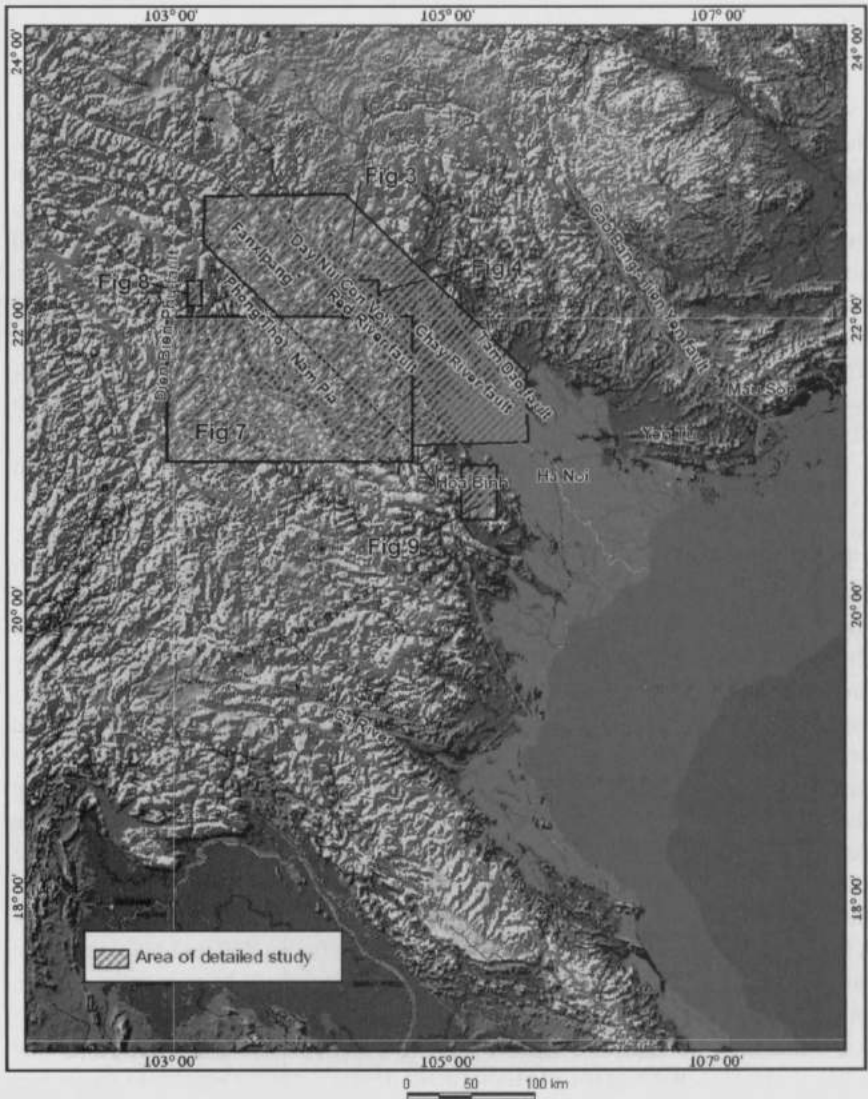 103° 00'
105° 00'
107° 00'
24° 00'
24° 00'
Fig 3
Cao Bang-Tien Yen fault
Fanxipang
Day Nui Con Voi
Fig 4
Fig 8
Red River fault
Dien Bien Phu fault
Phong Tho - Nam Pia
22° 00'
22° 00'
Chay River fault
Tam Dao fault
Mau Son
Fig 7
Yen Tu
Hoa Binh
Ha Noi
Fig 9
20° 00'
20° 00'
Ca River
18° 00'
18° 00'
Area of detailed study
103° 00'
105° 00'
107° 00'
0 50 100 km